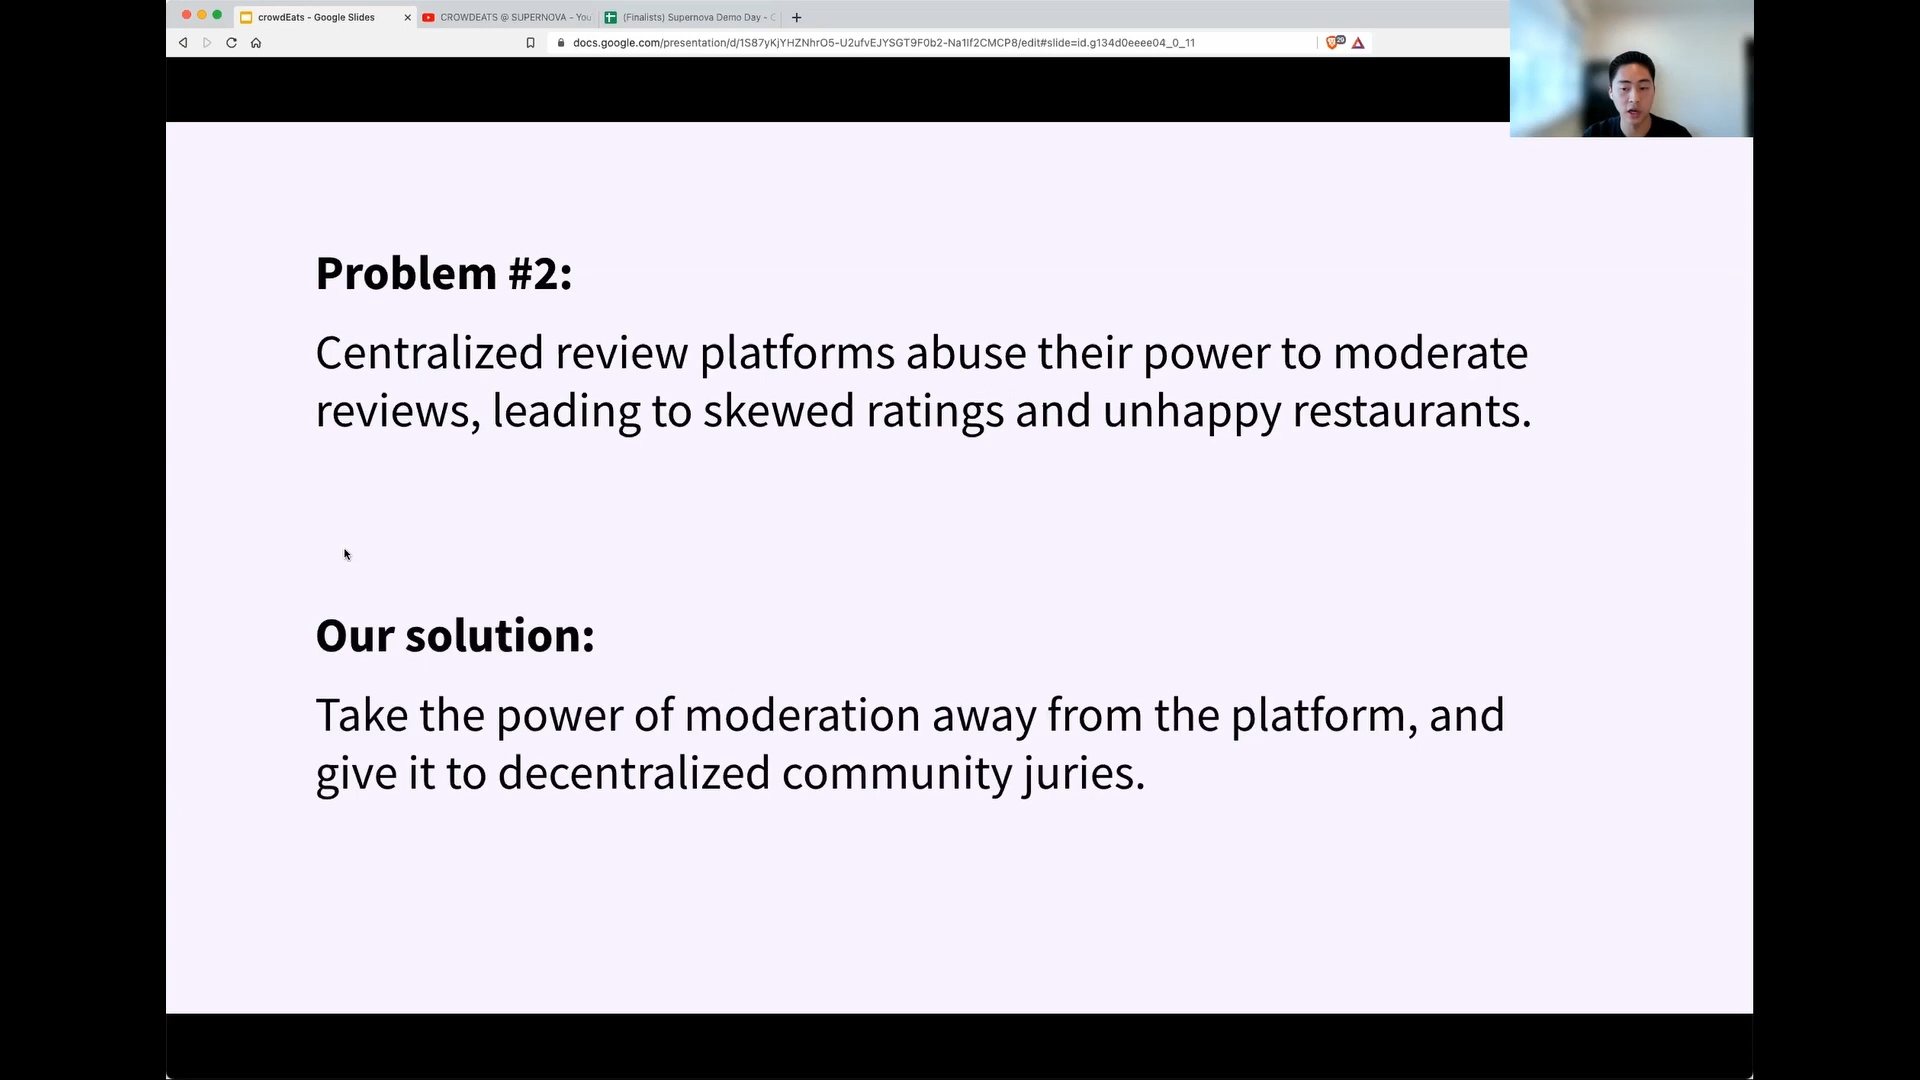 crowdEats - Google Slides
CROWDEATS @ SUPERNOVA - You
(Finalists) Supernova Demo Day - C
docs.google.com/presentation/d/1S87yKjYHZNhrO5-U2ufvEJYSGT9F0b2-Na1lf2CMCP8/edit#slide=id.g134d0eeee04_0_11
Problem #2:
Centralized review platforms abuse their power to moderate
reviews, leading to skewed ratings and unhappy restaurants.
Our solution:
Take the power of moderation away from the platform, and
give it to decentralized community juries.